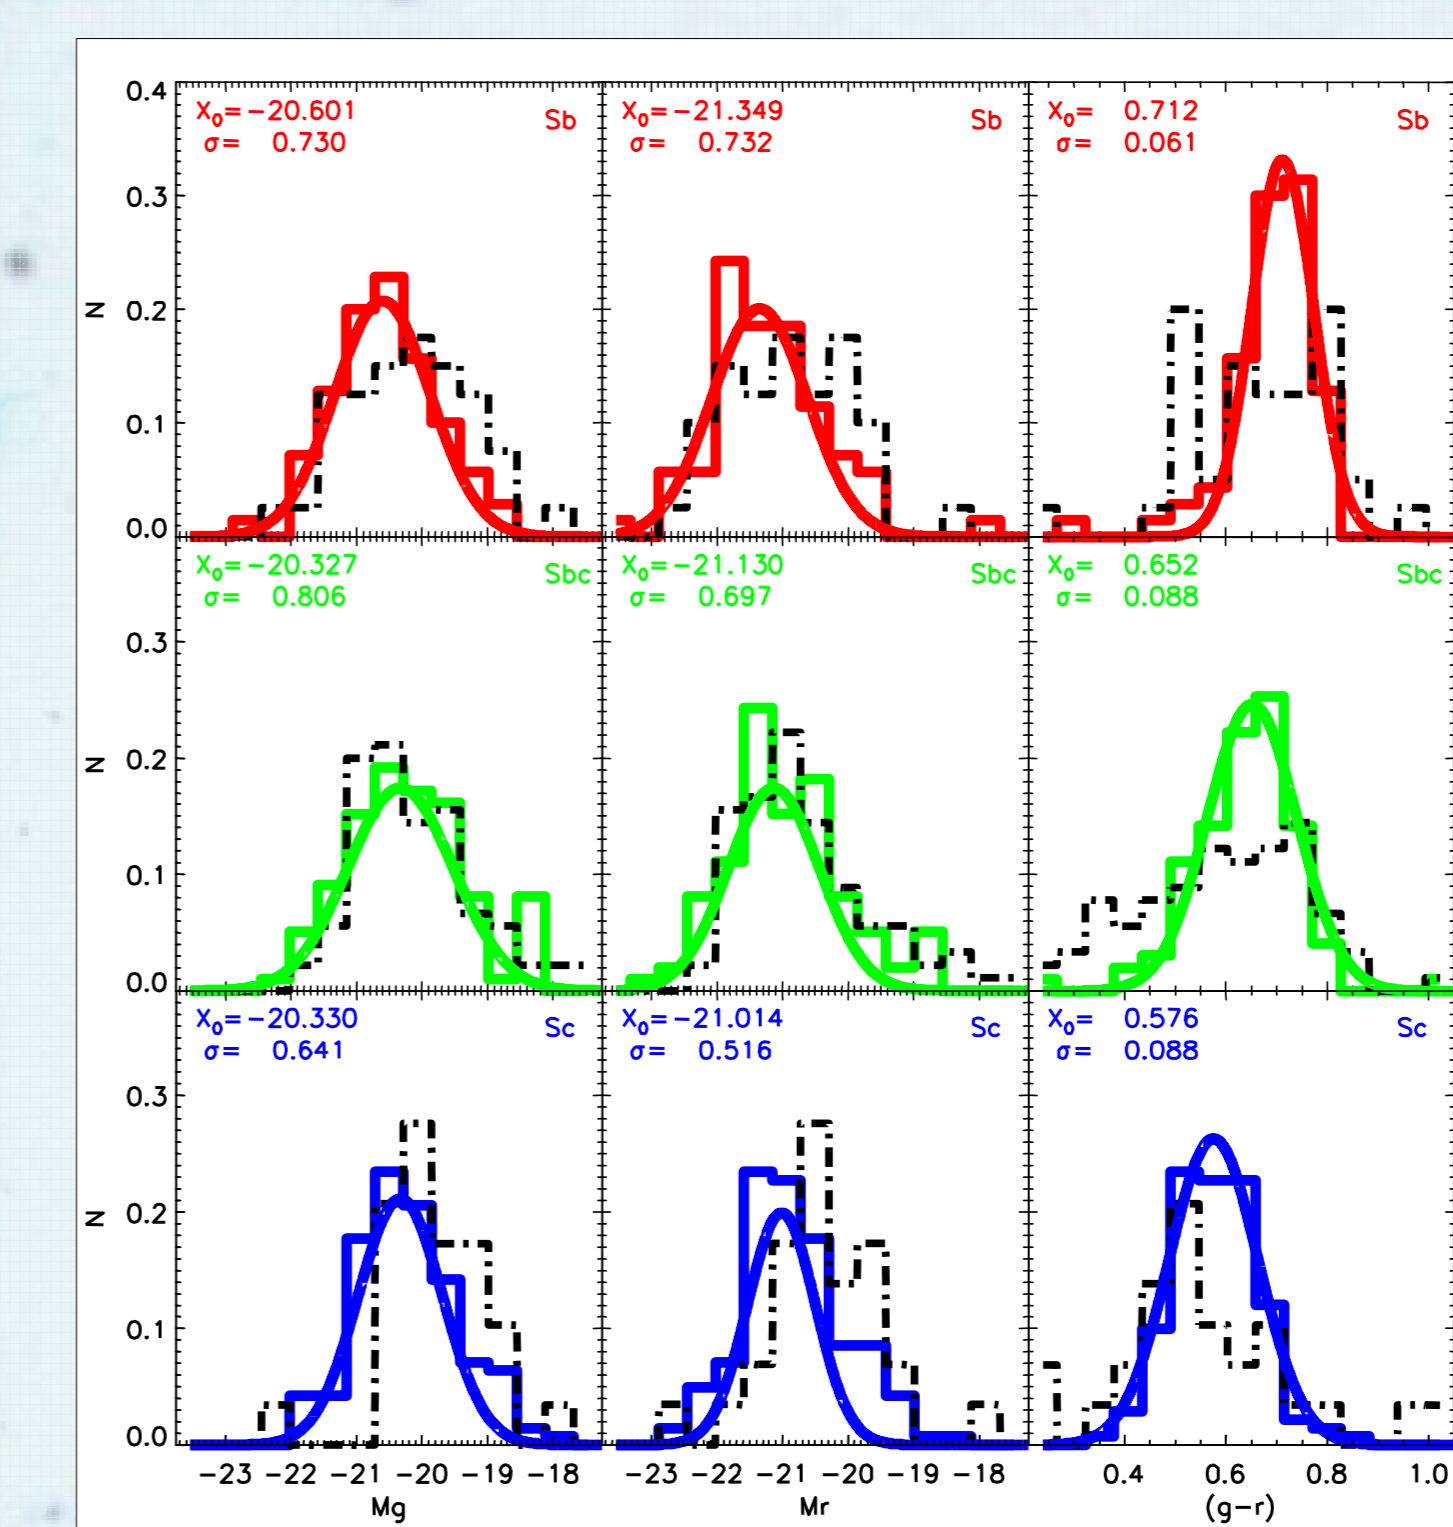 0.4
X₀=−20.601
σ= 0.730
Sb
X₀=−21.349
σ= 0.732
Sb
X₀= 0.712
σ= 0.061
Sb
0.3
N
0.2
0.1
0.0
X₀=−20.327
σ= 0.806
Sbc
X₀=−21.130
σ= 0.697
Sbc
X₀= 0.652
σ= 0.088
Sbc
0.3
N
0.2
0.1
0.0
X₀=−20.330
σ= 0.641
Sc
X₀=−21.014
σ= 0.516
Sc
X₀= 0.576
σ= 0.088
Sc
0.3
N
0.2
0.1
0.0
−23 −22 −21 −20 −19 −18
−23 −22 −21 −20 −19 −18
0.4 0.6 0.8 1.0
Mg
Mr
(g−r)